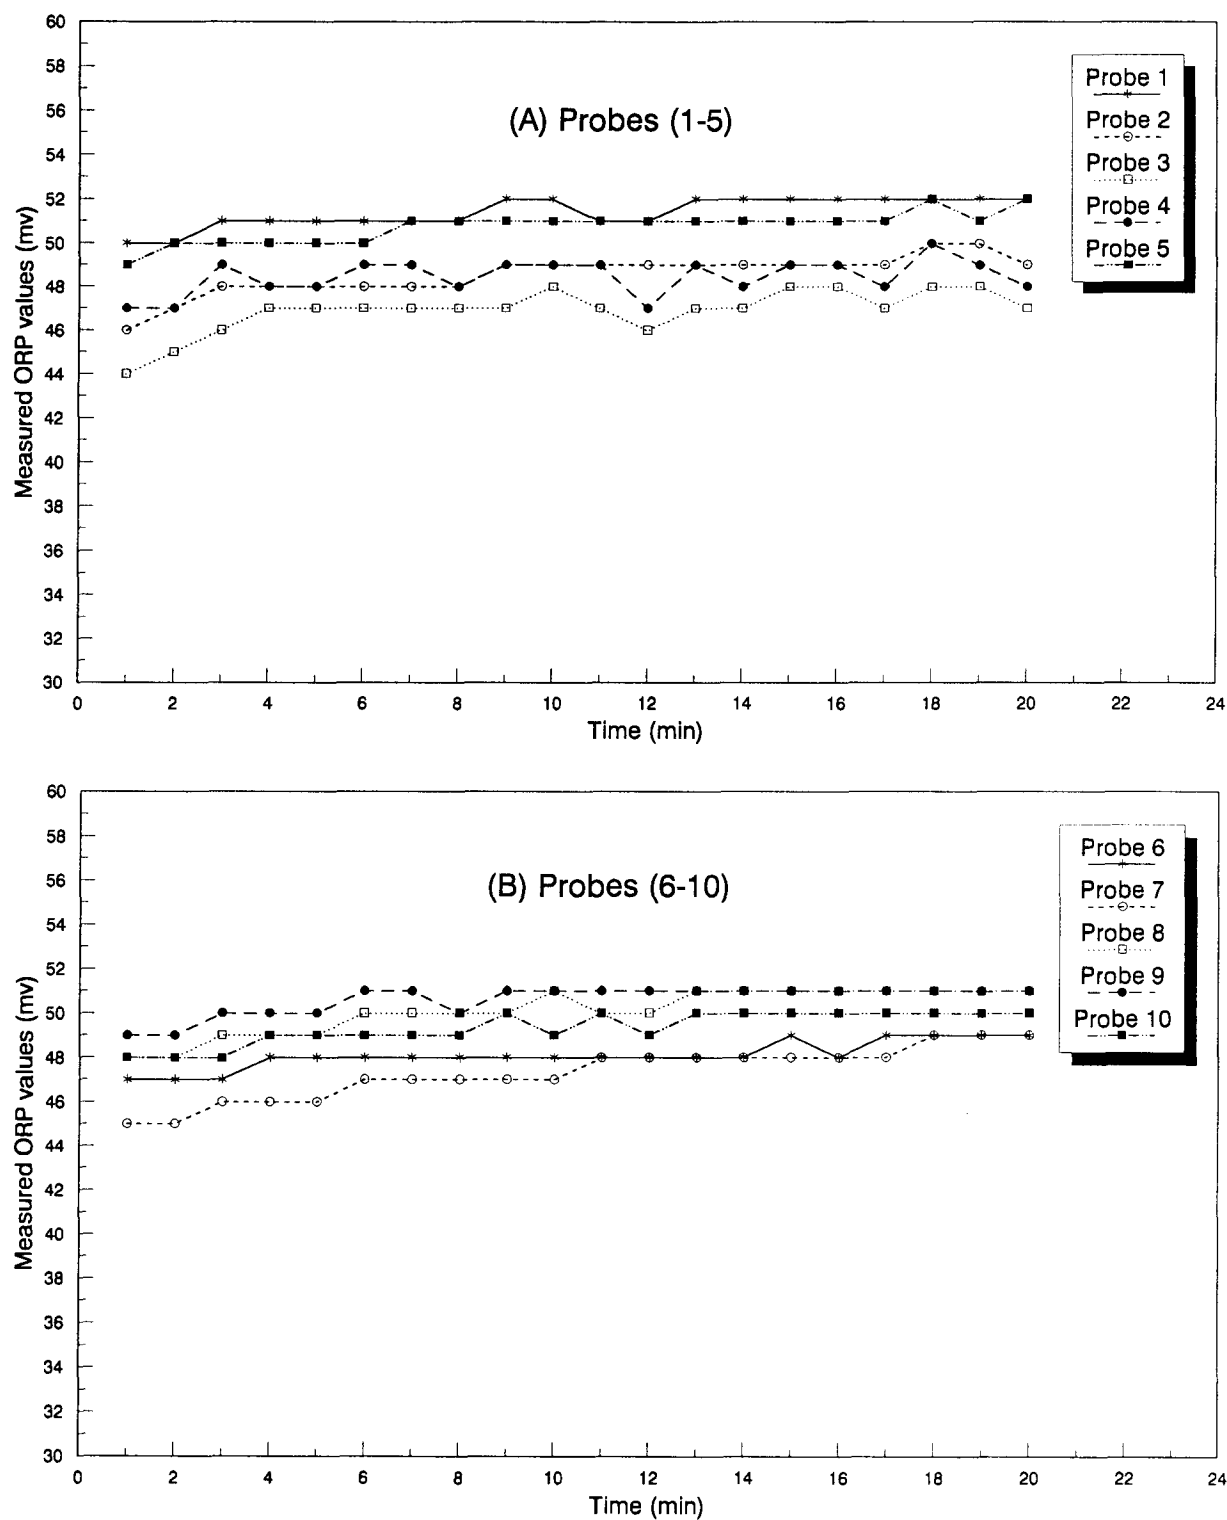 60
58
56
54
52
50
48
46
44
42
40
38
36
34
32
30
Measured ORP values (mv)
(A) Probes (1-5)
Probe 1
Probe 2
Probe 3
Probe 4
Probe 5
0 2 4 6 8 10 12 14 16 18 20 22 24
Time (min)
60
58
56
54
52
50
48
46
44
42
40
38
36
34
32
30
Measured ORP values (mv)
(B) Probes (6-10)
Probe 6
Probe 7
Probe 8
Probe 9
Probe 10
0 2 4 6 8 10 12 14 16 18 20 22 24
Time (min)